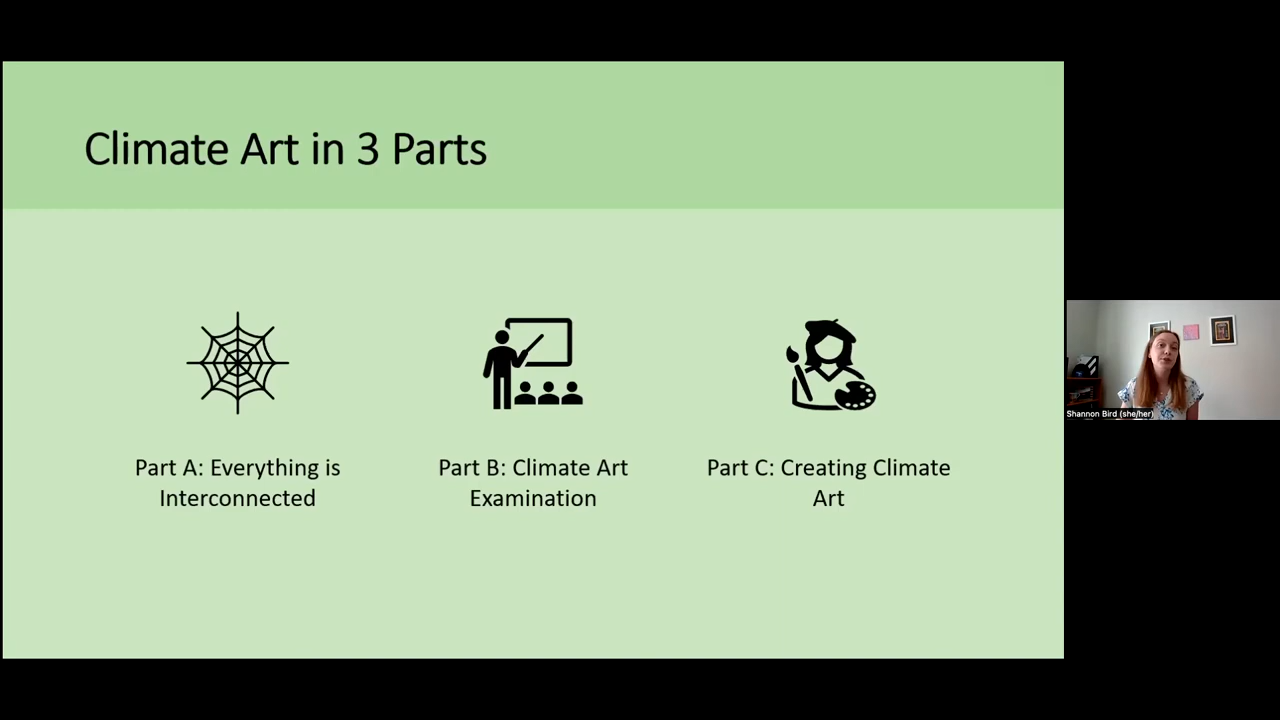 Climate Art in 3 Parts
Part A: Everything is
Interconnected
Part B: Climate Art
Examination
Part C: Creating Climate
Art
Shannon Bird (she/her)